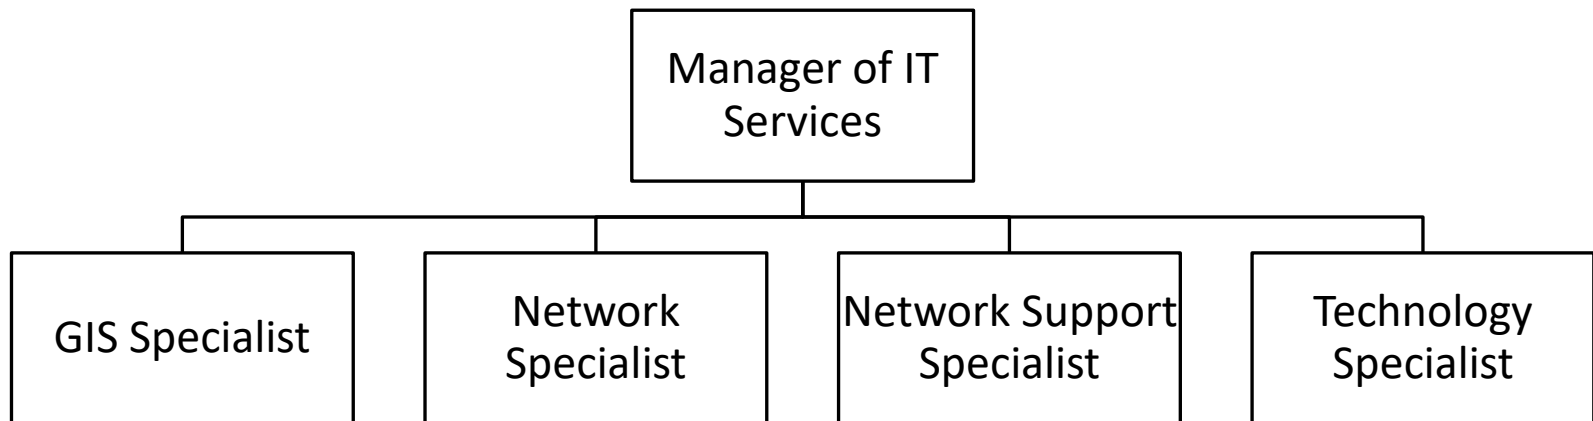 Manager of IT
Services
GIS Specialist
Network
Specialist
Network Support
Specialist
Technology
Specialist